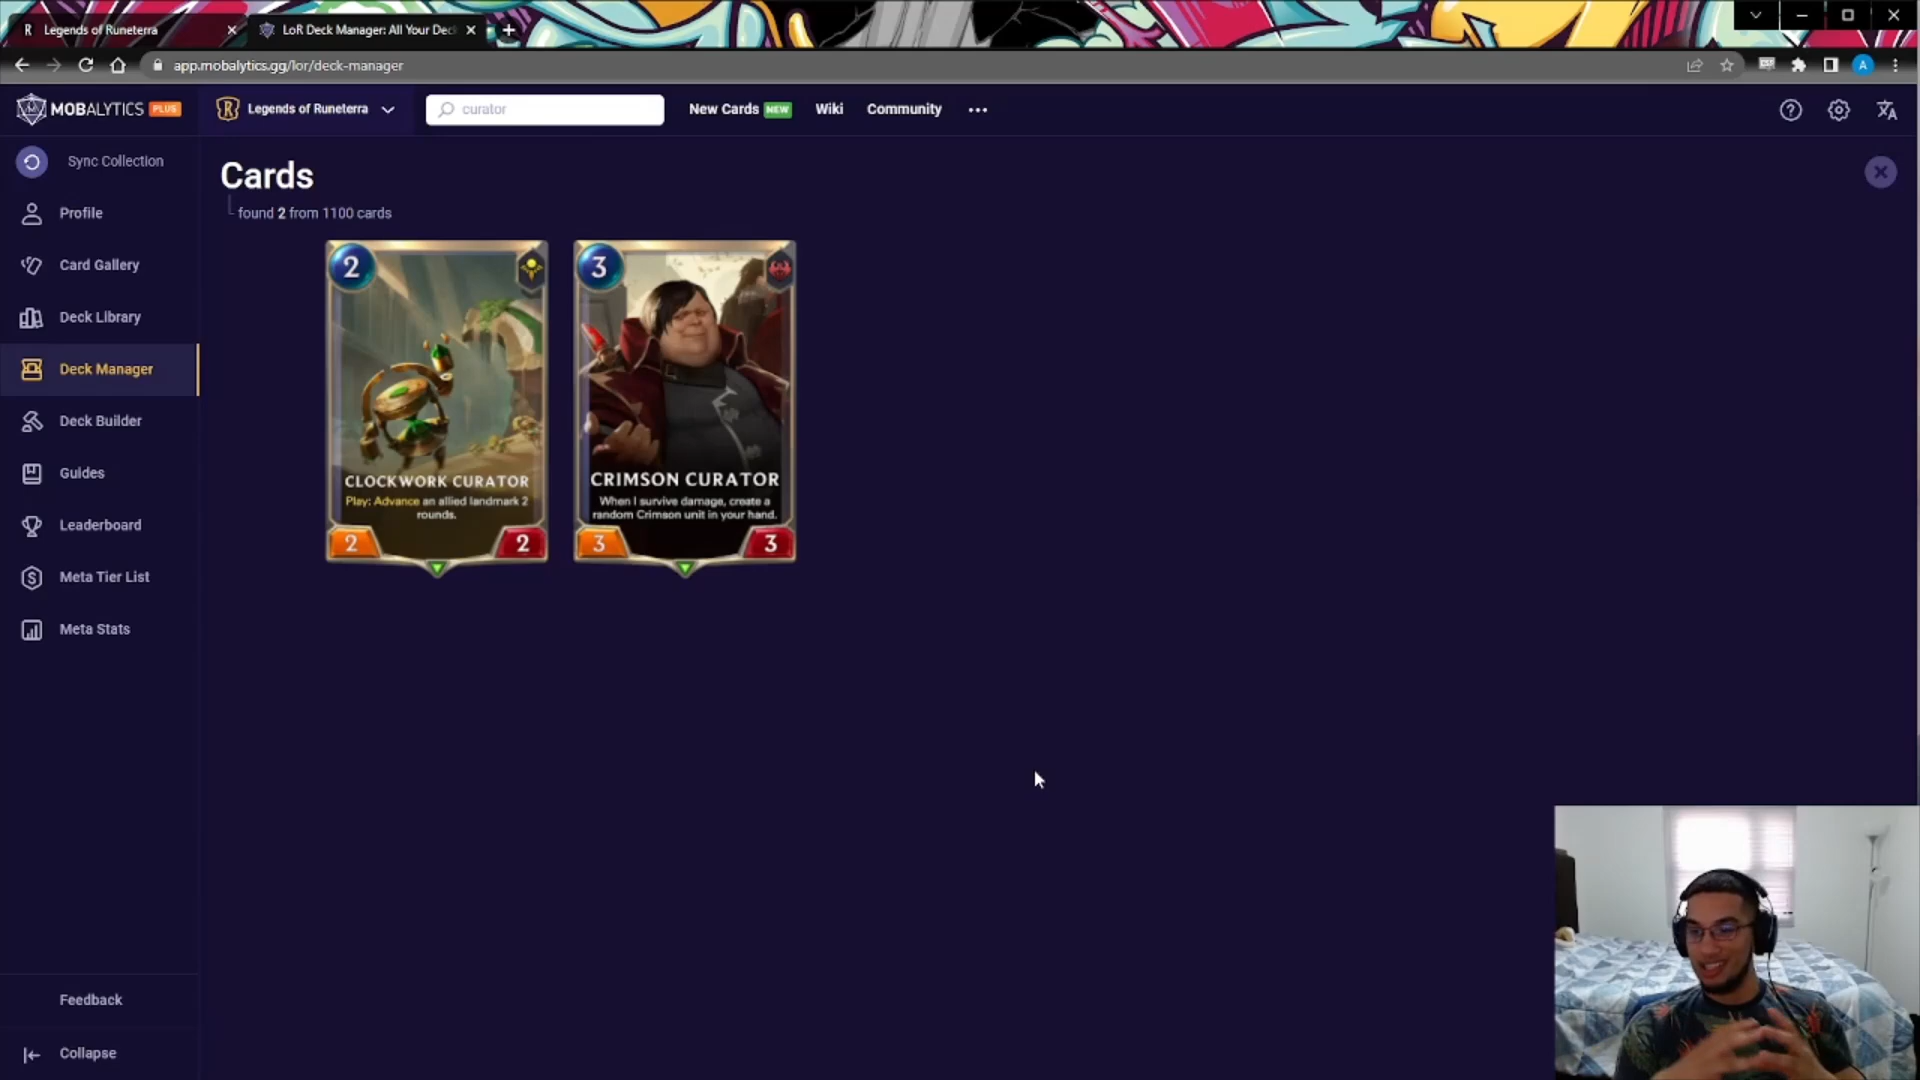 Legends of Runeterra
LoR Deck Manager: All Your Dec
app.mobalytics.gg/lor/deck-manager
A
MOBALYTICS PLUS
Legends of Runeterra
curator
New Cards NEW
Wiki
Community
Sync Collection
Profile
Card Gallery
Deck Library
Deck Manager
Deck Builder
Guides
Leaderboard
Meta Tier List
Meta Stats
Feedback
Collapse
Cards
found 2 from 1100 cards
2
CLOCKWORK CURATOR
Play: Advance an allied landmark 2
rounds.
2
2
3
CRIMSON CURATOR
When I survive damage, create a
random Crimson unit in your hand.
3
3